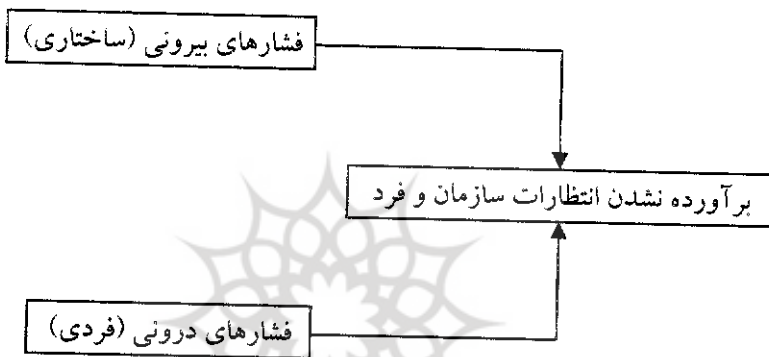 فشارهای بیرونی (ساختاری)
برآورده نشدن انتظارات سازمان و فرد
فشارهای درونی (فردی)